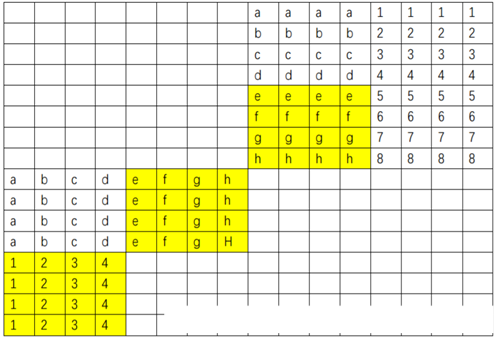 a a a a 1 1 1 1
b b b b 2 2 2 2
c c c c 3 3 3 3
d d d d 4 4 4 4
e e e e 5 5 5 5
f f f f 6 6 6 6
g g g g 7 7 7 7
h h h h 8 8 8 8
a b c d e f g h
a b c d e f g h
a b c d e f g h
a b c d e f g H
1 2 3 4
1 2 3 4
1 2 3 4
1 2 3 4